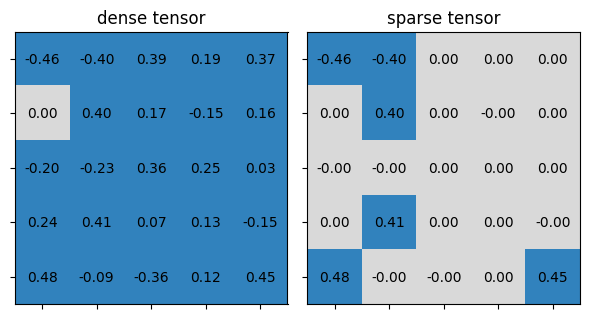 dense tensor
-0.46 -0.40 0.39 0.19 0.37
0.00 0.40 0.17 -0.15 0.16
-0.20 -0.23 0.36 0.25 0.03
0.24 0.41 0.07 0.13 -0.15
0.48 -0.09 -0.36 0.12 0.45
sparse tensor
-0.46 -0.40 0.00 0.00 0.00
0.00 0.40 0.00 -0.00 0.00
-0.00 -0.00 0.00 0.00 0.00
0.00 0.41 0.00 0.00 -0.00
0.48 -0.00 -0.00 0.00 0.45